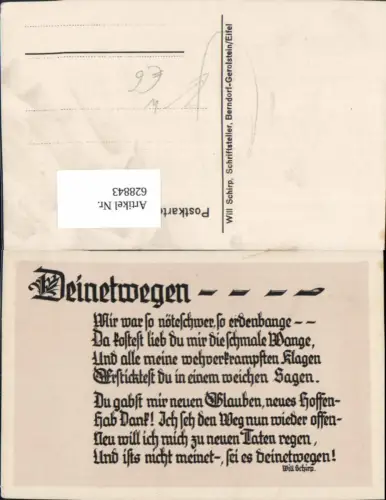 93
Will Schirp, Schriftsteller, Berndorf-Gerolstein/Eifel
Postkarte
Artikel Nr.
628843
Deinetwegen – – – –
Mir war so nöteschwer, so erdenbange – –
Da kostest lieb du mir die schmale Wange,
Und alle meine wehverkrampften Klagen
Ersticktest du in einem weichen Sagen.
Du gabst mir neuen Glauben, neues Hoffen-
Hab Dank! Ich seh den Weg nun wieder offen-
Neu will ich mich zu neuen Taten regen,
Und ists nicht meinet-, sei es deinetwegen!
Will Schirp.